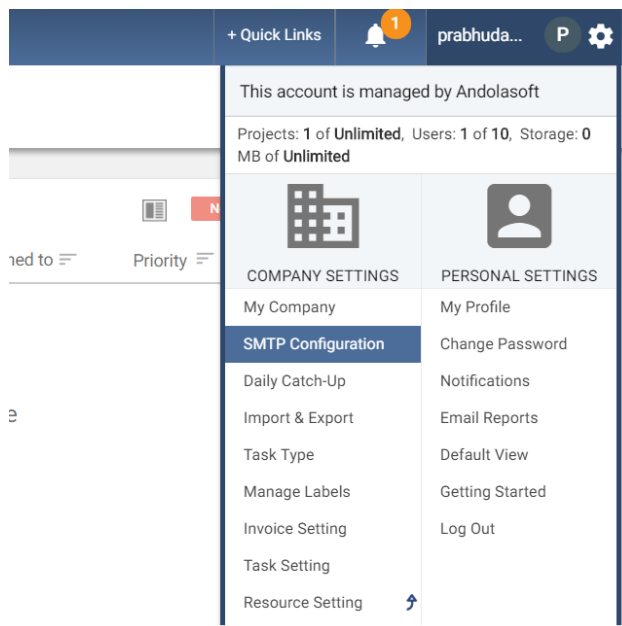 + Quick Links
1
prabhuda...
P
This account is managed by Andolasoft
Projects: 1 of Unlimited, Users: 1 of 10, Storage: 0
MB of Unlimited
N
ned to
Priority
COMPANY SETTINGS
PERSONAL SETTINGS
My Company
My Profile
SMTP Configuration
Change Password
Daily Catch-Up
Notifications
Import & Export
Email Reports
e
Task Type
Default View
Manage Labels
Getting Started
Invoice Setting
Log Out
Task Setting
Resource Setting